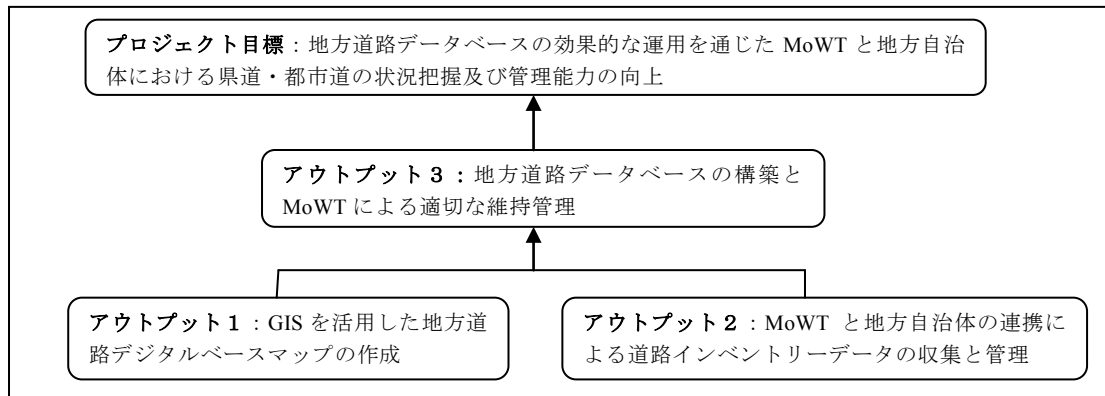 プロジェクト目標：地方道路データベースの効果的な運用を通じた MoWT と地方自治
体における県道・都市道の状況把握及び管理能力の向上
アウトプット３：地方道路データベースの構築と
MoWT による適切な維持管理
アウトプット１：GIS を活用した地方道
路デジタルベースマップの作成
アウトプット２：MoWT と地方自治体の連携に
よる道路インベントリーデータの収集と管理